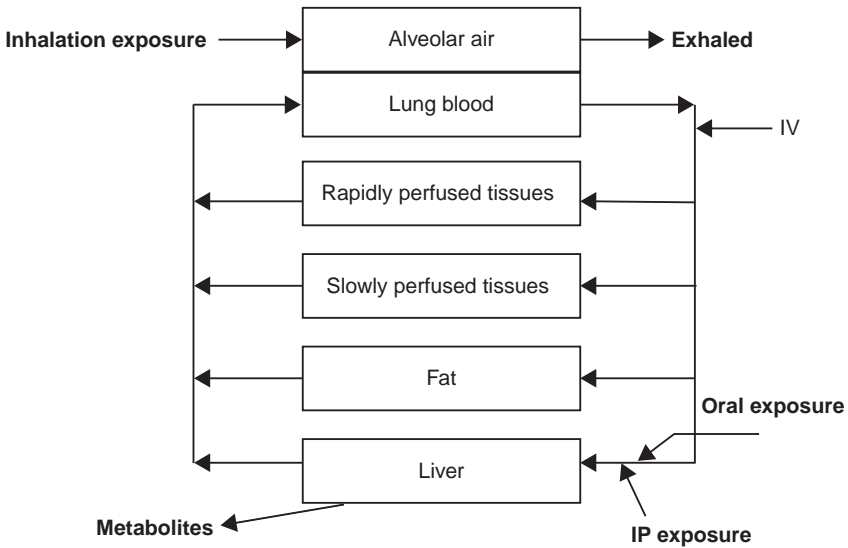 Inhalation exposure
Alveolar air
Exhaled
Lung blood
IV
Rapidly perfused tissues
Slowly perfused tissues
Fat
Oral exposure
Liver
Metabolites
IP exposure